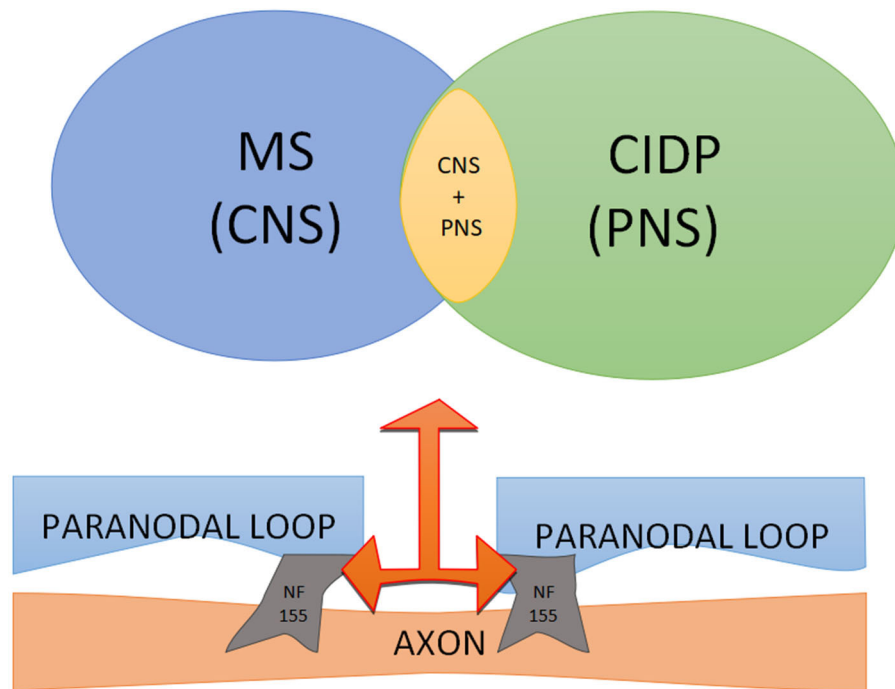 MS
(CNS)
CNS
+
PNS
CIDP
(PNS)
PARANODAL LOOP
PARANODAL LOOP
NF
155
NF
155
AXON